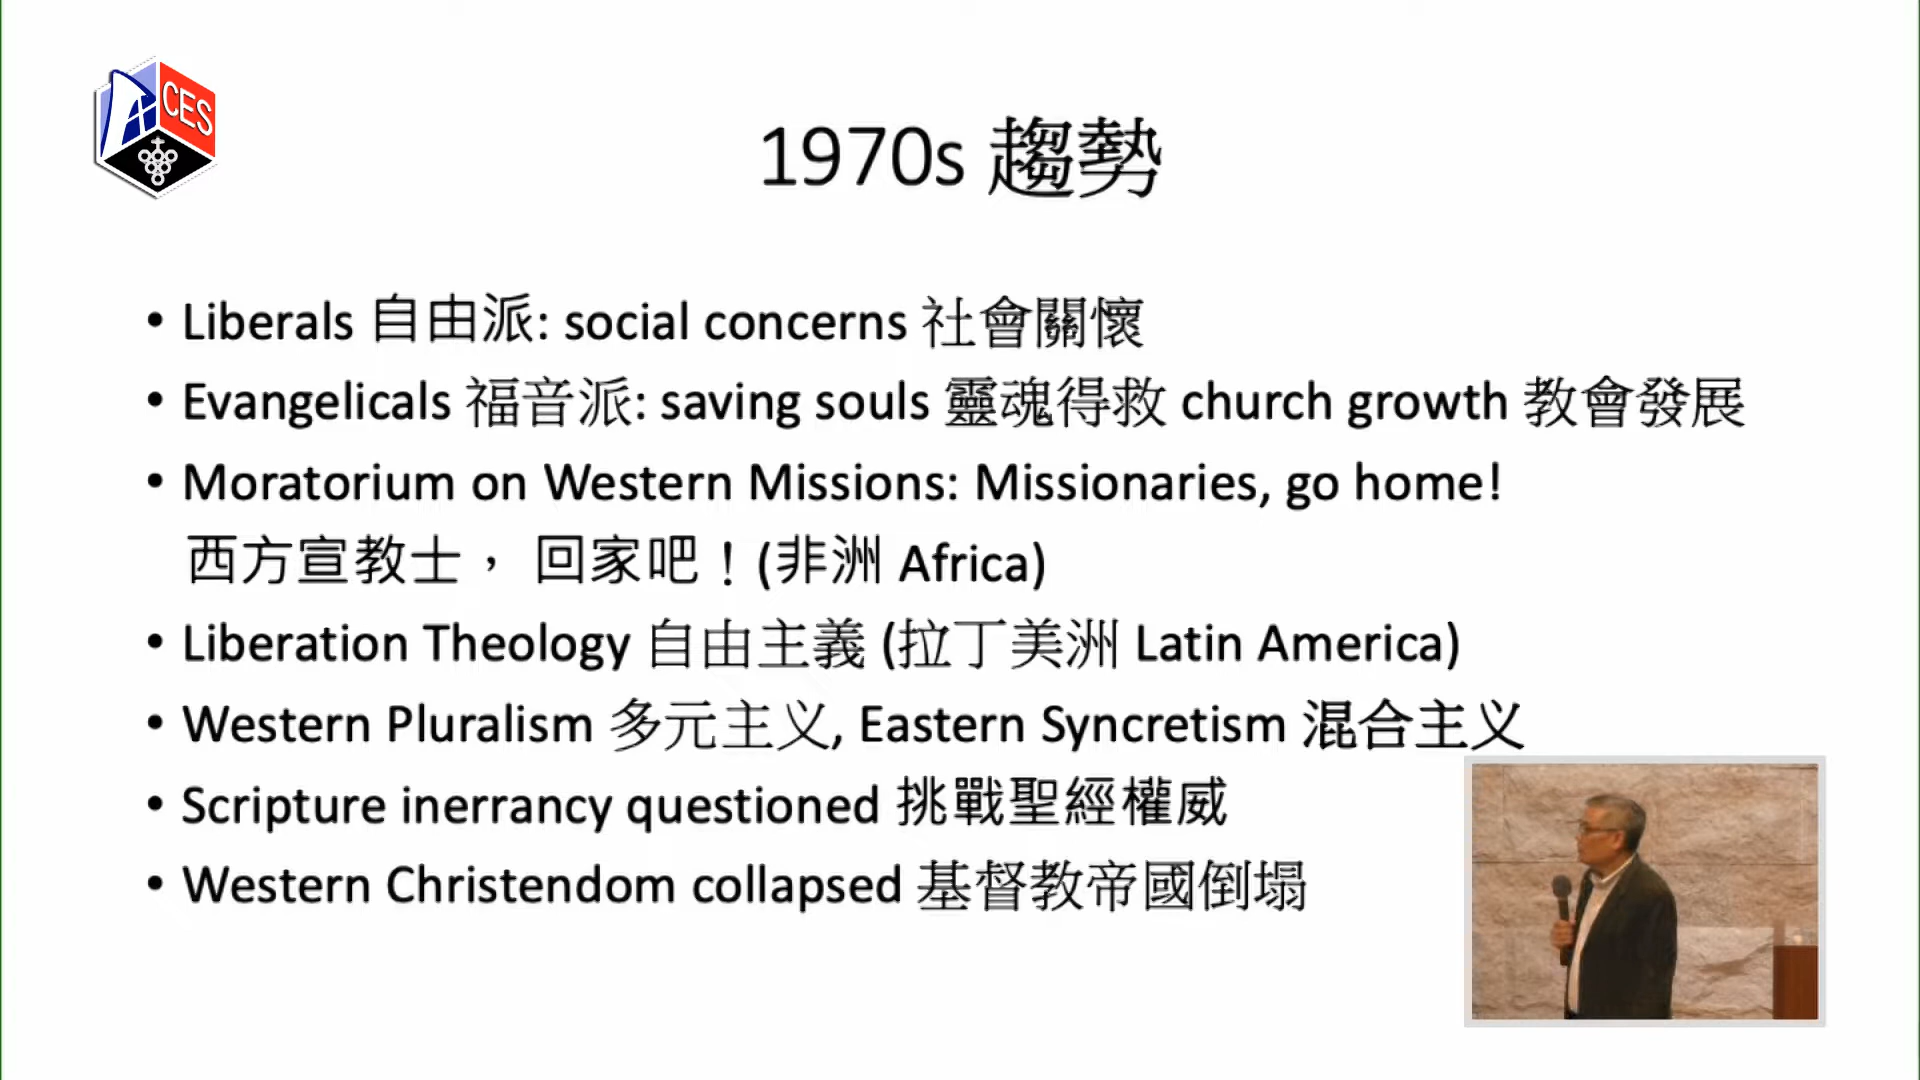 CES
1970s 趨勢
• Liberals 自由派: social concerns 社會關懷
• Evangelicals 福音派: saving souls 靈魂得救 church growth 教會發展
• Moratorium on Western Missions: Missionaries, go home!
西方宣教士， 回家吧！(非洲 Africa)
• Liberation Theology 自由主義 (拉丁美洲 Latin America)
• Western Pluralism 多元主义, Eastern Syncretism 混合主义
• Scripture inerrancy questioned 挑戰聖經權威
• Western Christendom collapsed 基督教帝國倒塌